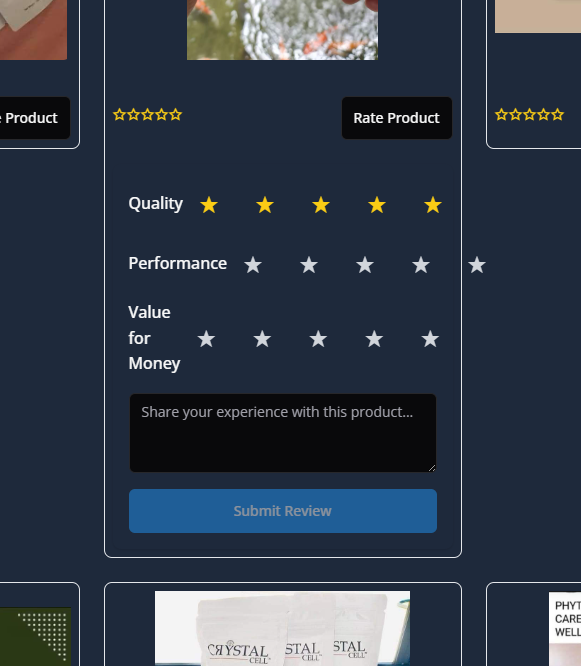 Product
Rate Product
Quality
Performance
Value
for
Money
Share your experience with this product...
Submit Review
CRYSTAL
CELL
STAL
CELL
STAL
CELL
PHYT
CARE
WELL